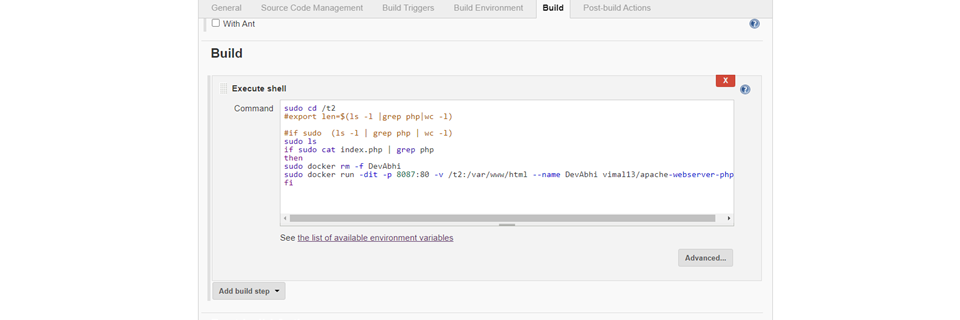 General Source Code Management Build Triggers Build Environment Build Post-build Actions
With Ant
Build
Execute shell
X
Command
sudo cd /t2
#export len=$(ls -l |grep php|wc -l)
#if sudo (ls -l | grep php | wc -l)
sudo ls
if sudo cat index.php | grep php
then
sudo docker rm -f DevAbhi
sudo docker run -dit -p 8087:80 -v /t2:/var/www/html --name DevAbhi vimal13/apache-webserver-php
fi
See the list of available environment variables
Advanced...
Add build step